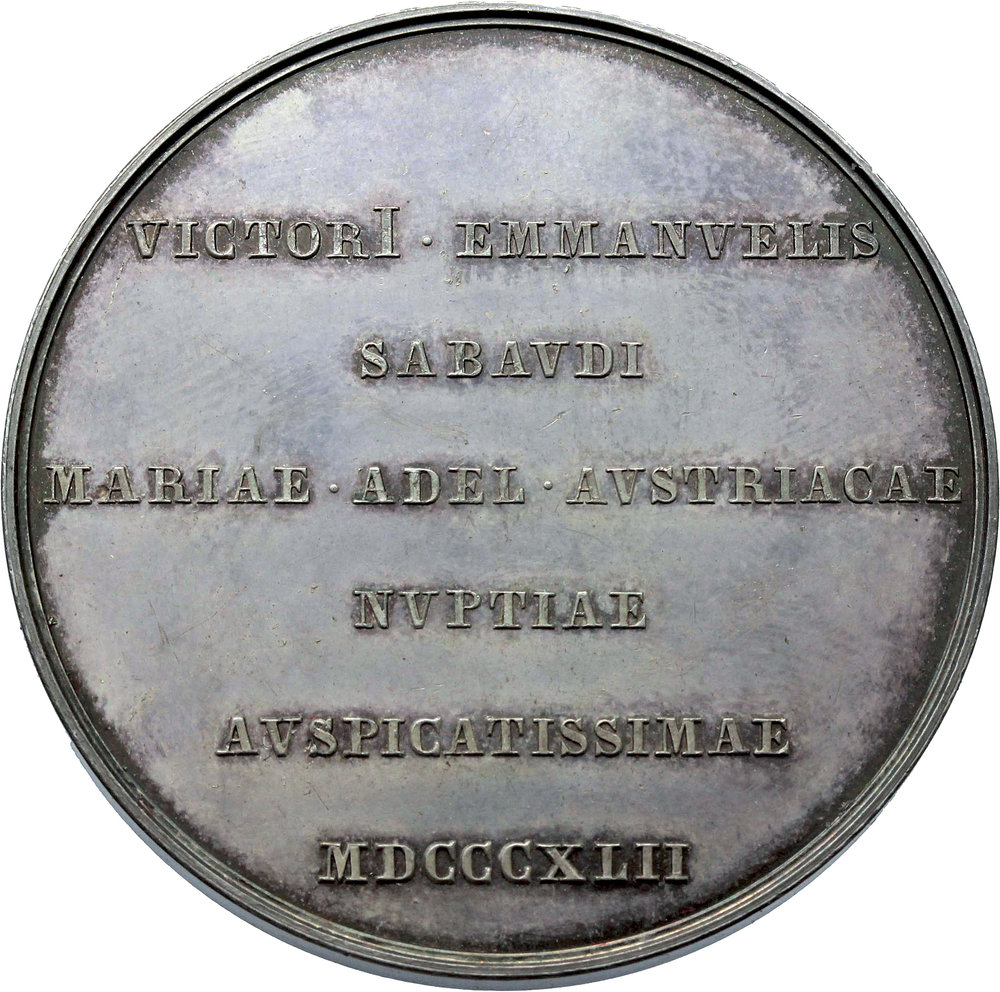 VICTORI · EMMANVELIS
SABAVDI
MARIAE · ADEL · AVSTRIACAE
NVPTIAE
AVSPICATISSIMAE
MDCCCXLII